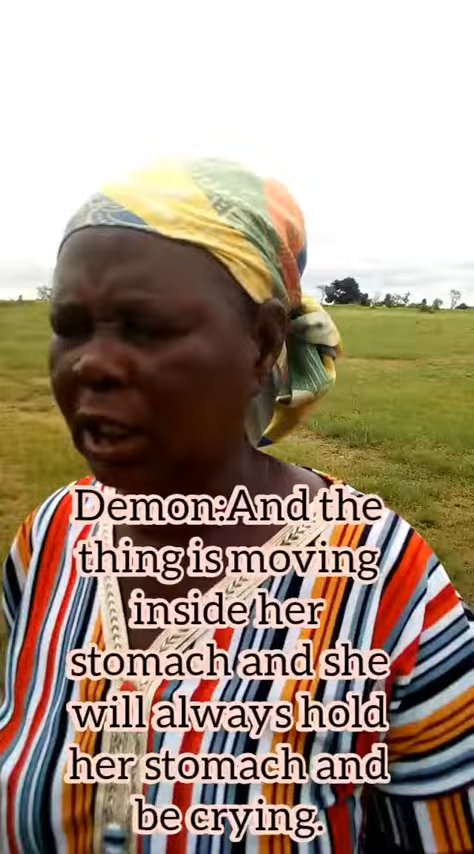 Demon:And the
thing is moving
inside her
stomach and she
will always hold
her stomach and
be crying.